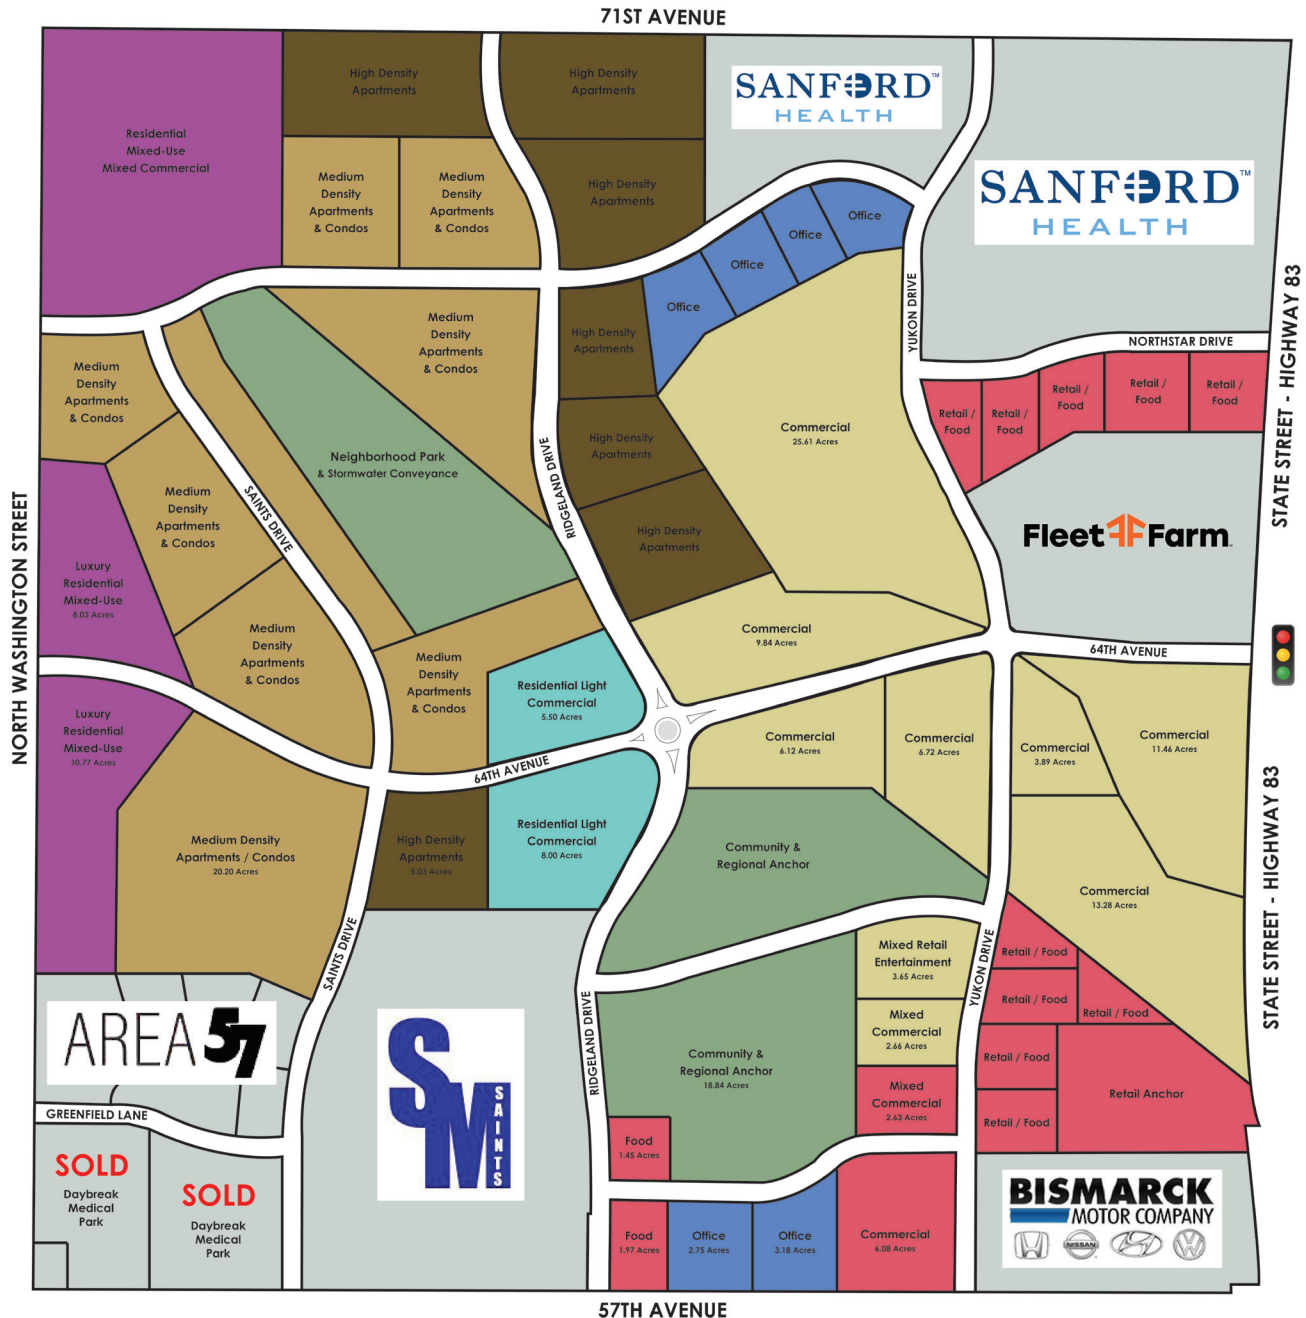 71ST AVENUE
Residential
Mixed-Use
Mixed Commercial
High Density
Apartments
High Density
Apartments
SANFORD™
HEALTH
SANFORD™
HEALTH
Medium
Density
Apartments
& Condos
Medium
Density
Apartments
& Condos
High Density
Apartments
Office
Office
Office
Office
YUKON DRIVE
NORTHSTAR DRIVE
STATE STREET - HIGHWAY 83
Medium
Density
Apartments
& Condos
Medium
Density
Apartments
& Condos
High Density
Apartments
Retail /
Food
Retail /
Food
Retail /
Food
Retail /
Food
Retail /
Food
Commercial
25.61 Acres
Neighborhood Park
& Stormwater Conveyance
RIDGELAND DRIVE
High Density
Apartments
High Density
Apartments
Fleet Farm
SAINTS DRIVE
Medium
Density
Apartments
& Condos
NORTH WASHINGTON STREET
Luxury
Residential
Mixed-Use
8.03 Acres
Medium
Density
Apartments
& Condos
Medium
Density
Apartments
& Condos
Commercial
9.84 Acres
64TH AVENUE
Residential Light
Commercial
5.50 Acres
Luxury
Residential
Mixed-Use
10.77 Acres
64TH AVENUE
Commercial
6.12 Acres
Commercial
6.72 Acres
Commercial
3.89 Acres
Commercial
11.46 Acres
STATE STREET - HIGHWAY 83
Medium Density
Apartments / Condos
20.20 Acres
High Density
Apartments
5.03 Acres
Residential Light
Commercial
8.00 Acres
Community &
Regional Anchor
Commercial
13.28 Acres
SAINTS DRIVE
Mixed Retail
Entertainment
3.65 Acres
YUKON DRIVE
Retail / Food
Retail / Food
Retail / Food
AREA 57
SM
SAINTS
RIDGELAND DRIVE
Community &
Regional Anchor
18.84 Acres
Mixed
Commercial
2.66 Acres
Mixed
Commercial
2.63 Acres
Retail / Food
Retail / Food
Retail Anchor
GREENFIELD LANE
Food
1.45 Acres
SOLD
Daybreak
Medical
Park
SOLD
Daybreak
Medical
Park
Food
1.97 Acres
Office
2.75 Acres
Office
3.18 Acres
Commercial
6.08 Acres
BISMARCK
MOTOR COMPANY
NISSAN
57TH AVENUE